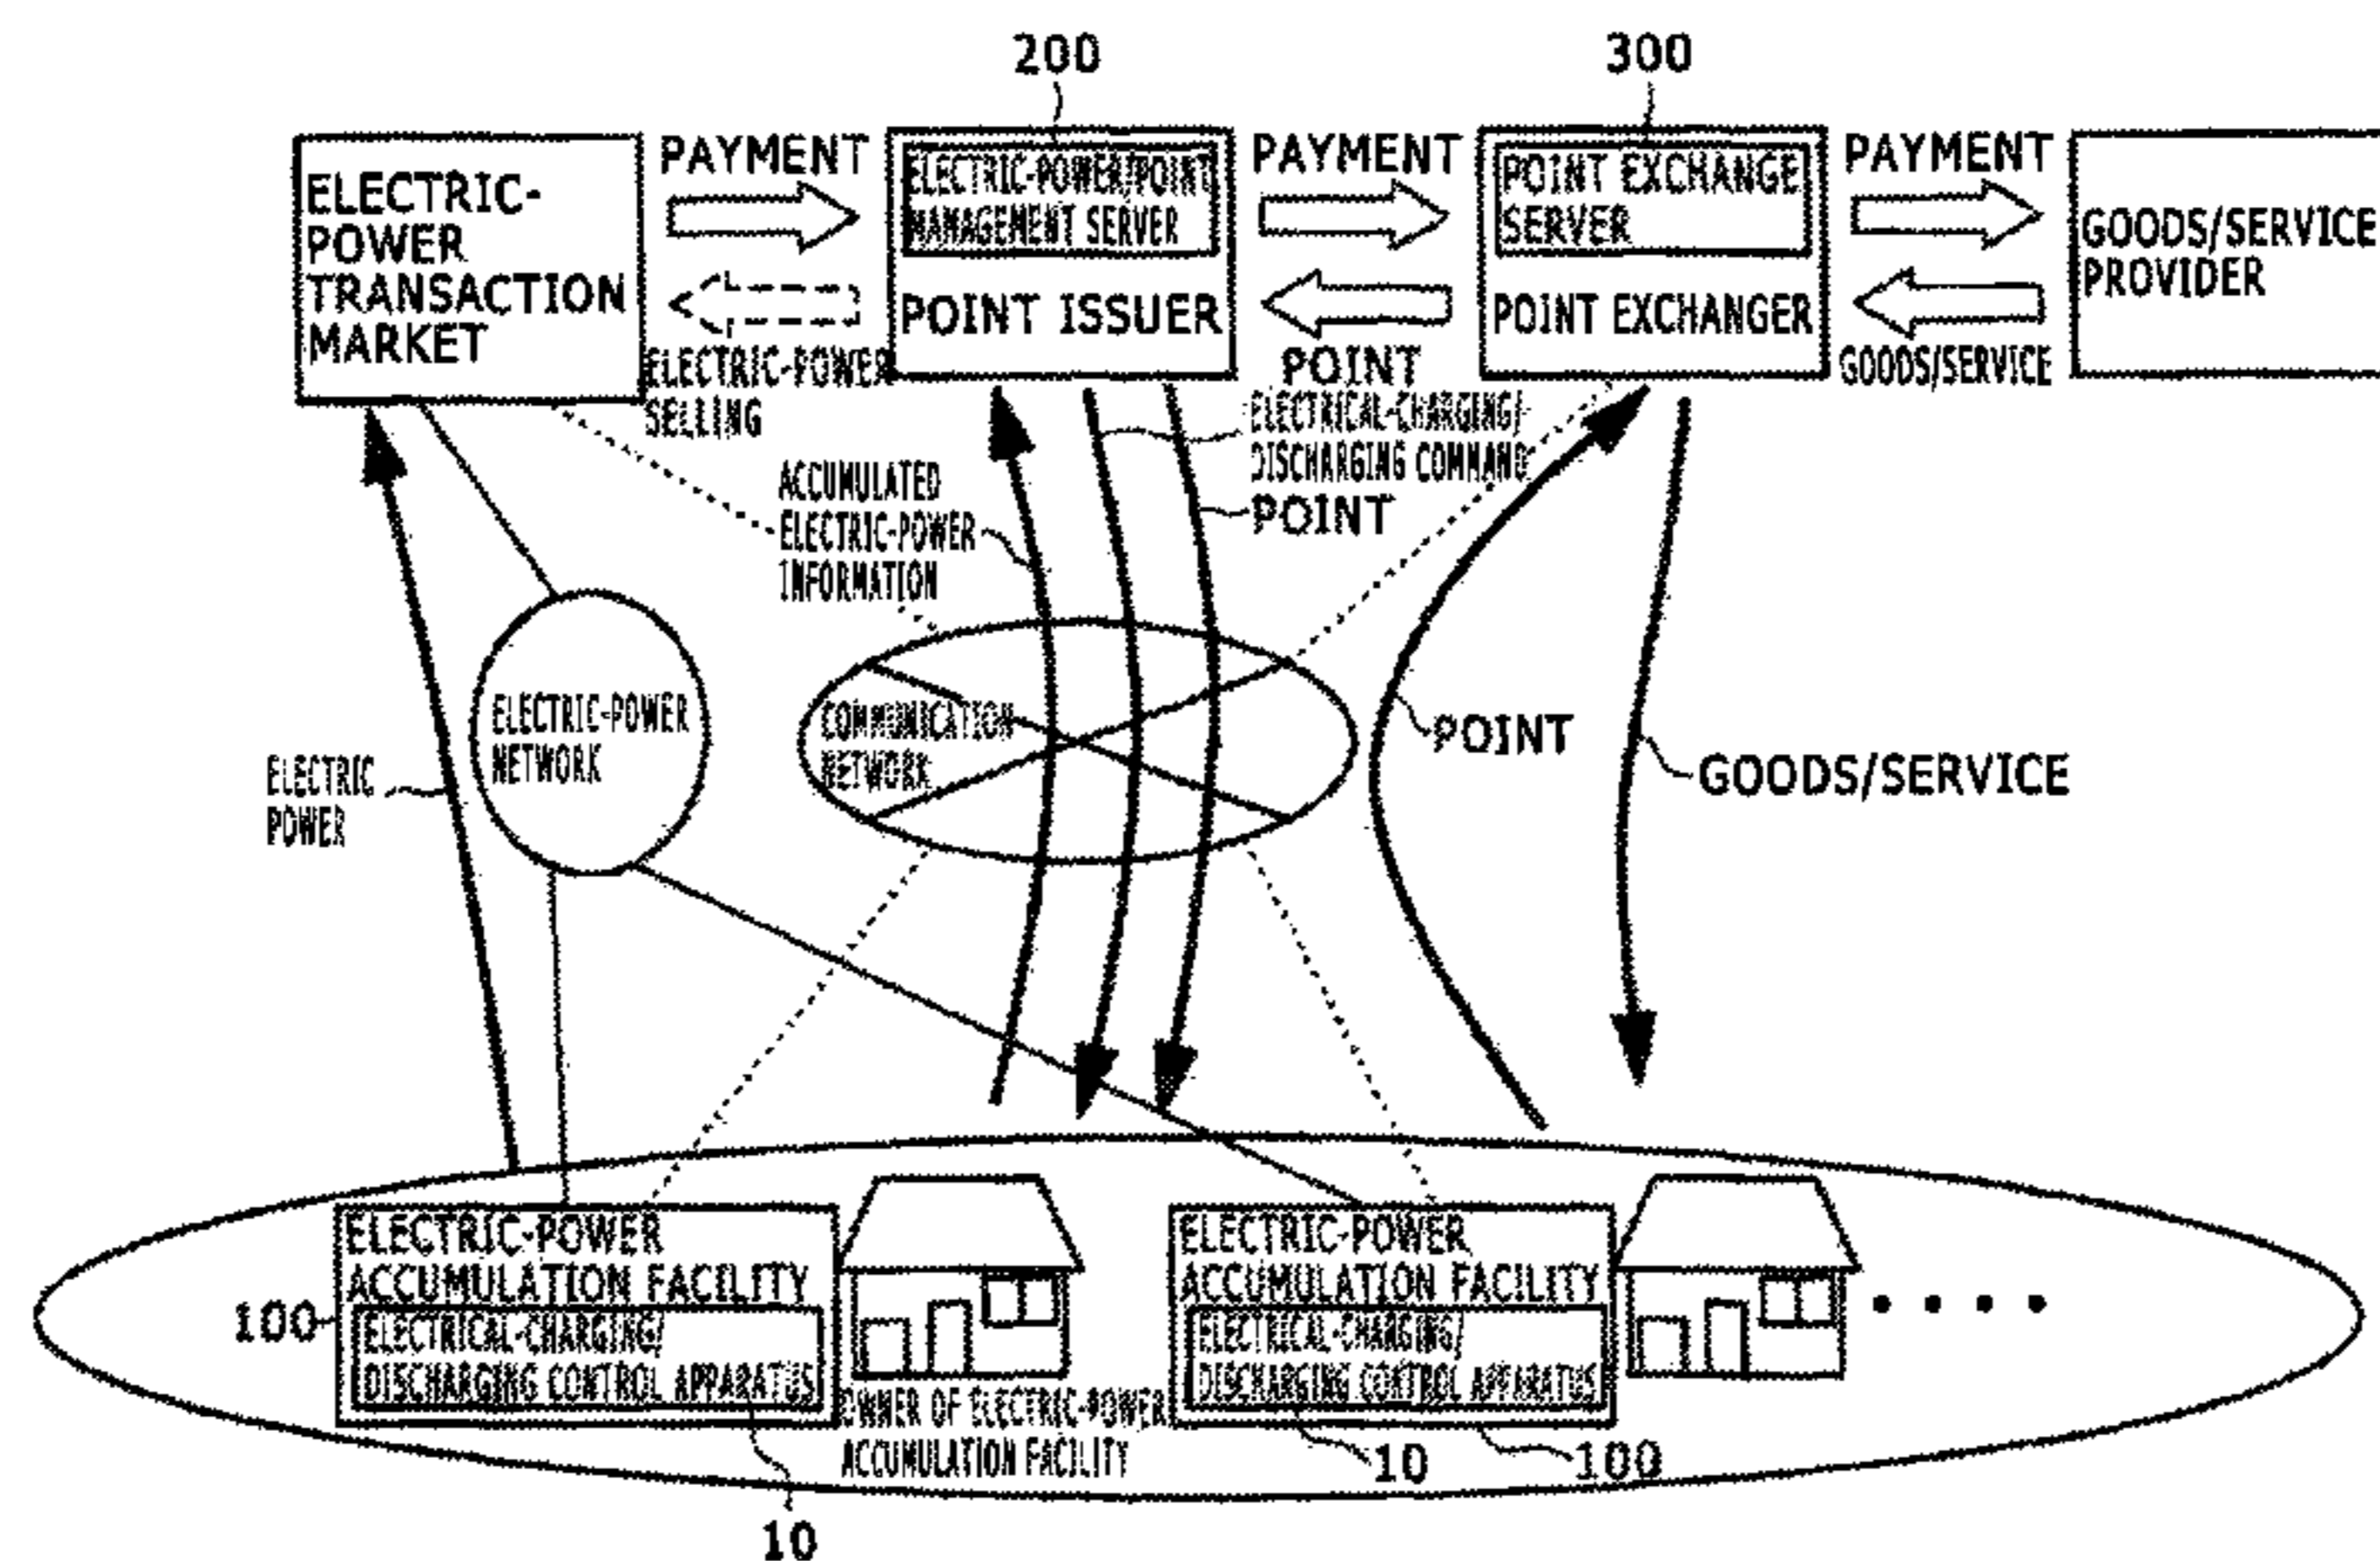 200
300
ELECTRIC-
POWER
TRANSACTION
MARKET
PAYMENT
ELECTRIC-POWER
SELLING
ELECTRIC-POWER/POINT
MANAGEMENT SERVER
POINT ISSUER
PAYMENT
POINT
POINT EXCHANGE
SERVER
POINT EXCHANGER
PAYMENT
GOODS/SERVICE
GOODS/SERVICE
PROVIDER
ELECTRICAL-CHARGING/
DISCHARGING COMMAND
POINT
ACCUMULATED
ELECTRIC-POWER
INFORMATION
ELECTRIC-POWER
NETWORK
COMMUNICATION
NETWORK
ELECTRIC
POWER
POINT
GOODS/SERVICE
ELECTRIC-POWER
ACCUMULATION FACILITY
ELECTRICAL-CHARGING/
DISCHARGING CONTROL APPARATUS
100
10
OWNER OF ELECTRIC-POWER
ACCUMULATION FACILITY
ELECTRIC-POWER
ACCUMULATION FACILITY
ELECTRICAL-CHARGING/
DISCHARGING CONTROL APPARATUS
10
100